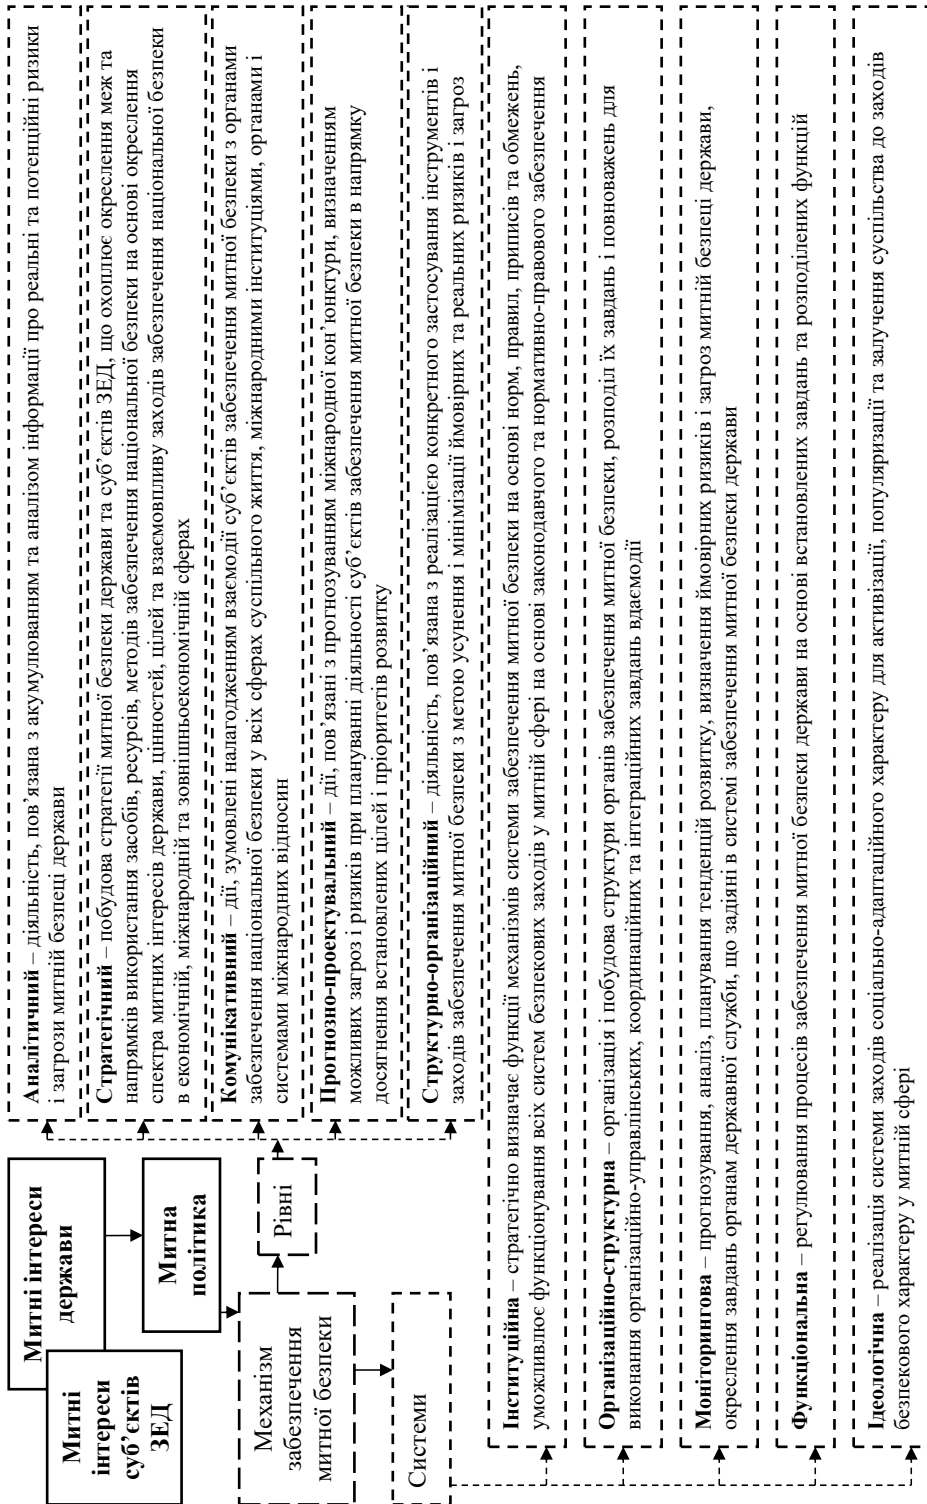 Митні інтереси
держави
Митні
інтереси
суб’єктів
ЗЕД
Митна
політика
Механізм
забезпечення
митної безпеки
Рівні
Системи
Аналітичний – діяльність, пов’язана з акумулюванням та аналізом інформації про реальні та потенційні ризики
і загрози митній безпеці держави
Стратегічний – побудова стратегії митної безпеки держави та суб’єктів ЗЕД, що охоплює окреслення меж та
напрямків використання засобів, ресурсів, методів забезпечення національної безпеки на основі окреслення
спектра митних інтересів держави, цінностей, цілей та взаємовпливу заходів забезпечення національної безпеки
в економічній, міжнародній та зовнішньоекономічній сферах
Комунікативний – дії, зумовлені налагодженням взаємодії суб’єктів забезпечення митної безпеки з органами
забезпечення національної безпеки у всіх сферах суспільного життя, міжнародними інституціями, органами і
системами міжнародних відносин
Прогнозно-проектувальний – дії, пов’язані з прогнозуванням міжнародної кон’юнктури, визначенням
можливих загроз і ризиків при плануванні діяльності суб’єктів забезпечення митної безпеки в напрямку
досягнення встановлених цілей і пріоритетів розвитку
Структурно-організаційний – діяльність, пов’язана з реалізацією конкретного застосування інструментів і
заходів забезпечення митної безпеки з метою усунення і мінімізації ймовірних та реальних ризиків і загроз
Інституційна – стратегічно визначає функції механізмів системи забезпечення митної безпеки на основі норм, правил, приписів та обмежень,
уможливлює функціонування всіх систем безпекових заходів у митній сфері на основі законодавчого та нормативно-правового забезпечення
Організаційно-структурна – організація і побудова структури органів забезпечення митної безпеки, розподіл їх завдань і повноважень для
виконання організаційно-управлінських, координаційних та інтеграційних завдань вдаємодії
Моніторингова – прогнозування, аналіз, планування тенденцій розвитку, визначення ймовірних ризиків і загроз митній безпеці держави,
окреслення завдань органам державної служби, що задіяні в системі забезпечення митної безпеки держави
Функціональна – регулювання процесів забезпечення митної безпеки держави на основі встановлених завдань та розподілених функцій
Ідеологічна – реалізація системи заходів соціально-адаптаційного характеру для активізації, популяризації та залучення суспільства до заходів
безпекового характеру у митній сфері